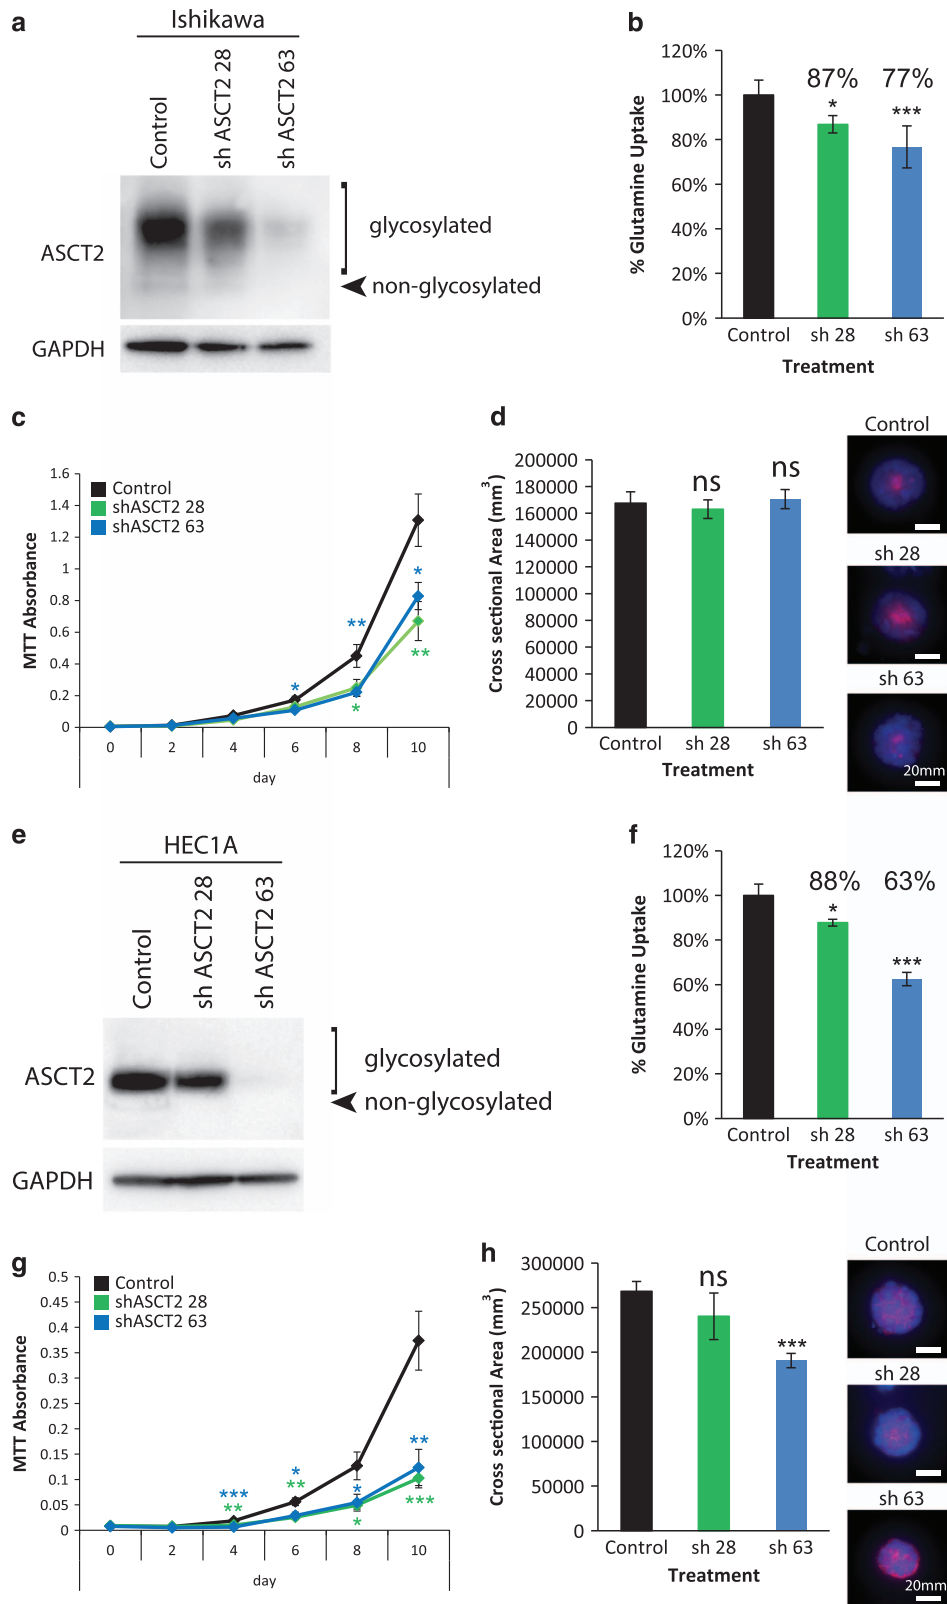 a
Ishikawa
Control
sh ASCT2 28
sh ASCT2 63
ASCT2
glycosylated
non-glycosylated
GAPDH
b
120%
100%
80%
60%
40%
20%
0%
% Glutamine Uptake
87%
77%
*
***
Control
sh 28
sh 63
Treatment
c
1.6
1.4
1.2
1
0.8
0.6
0.4
0.2
0
MTT Absorbance
Control
shASCT2 28
shASCT2 63
*
**
*
*
**
0 2 4 6 8 10
day
d
200000
180000
160000
140000
120000
100000
80000
60000
40000
20000
0
Cross sectional Area (mm3)
ns
ns
Control
sh 28
sh 63
Treatment
Control
sh 28
sh 63
20mm
e
HEC1A
Control
sh ASCT2 28
sh ASCT2 63
ASCT2
glycosylated
non-glycosylated
GAPDH
f
120%
100%
80%
60%
40%
20%
0%
% Glutamine Uptake
88%
63%
*
***
Control
sh 28
sh 63
Treatment
g
0.5
0.45
0.4
0.35
0.3
0.25
0.2
0.15
0.1
0.05
0
MTT Absorbance
Control
shASCT2 28
shASCT2 63
***
**
*
**
*
*
**
***
0 2 4 6 8 10
day
h
300000
250000
200000
150000
100000
50000
0
Cross sectional Area (mm3)
ns
***
Control
sh 28
sh 63
Treatment
Control
sh 28
sh 63
20mm